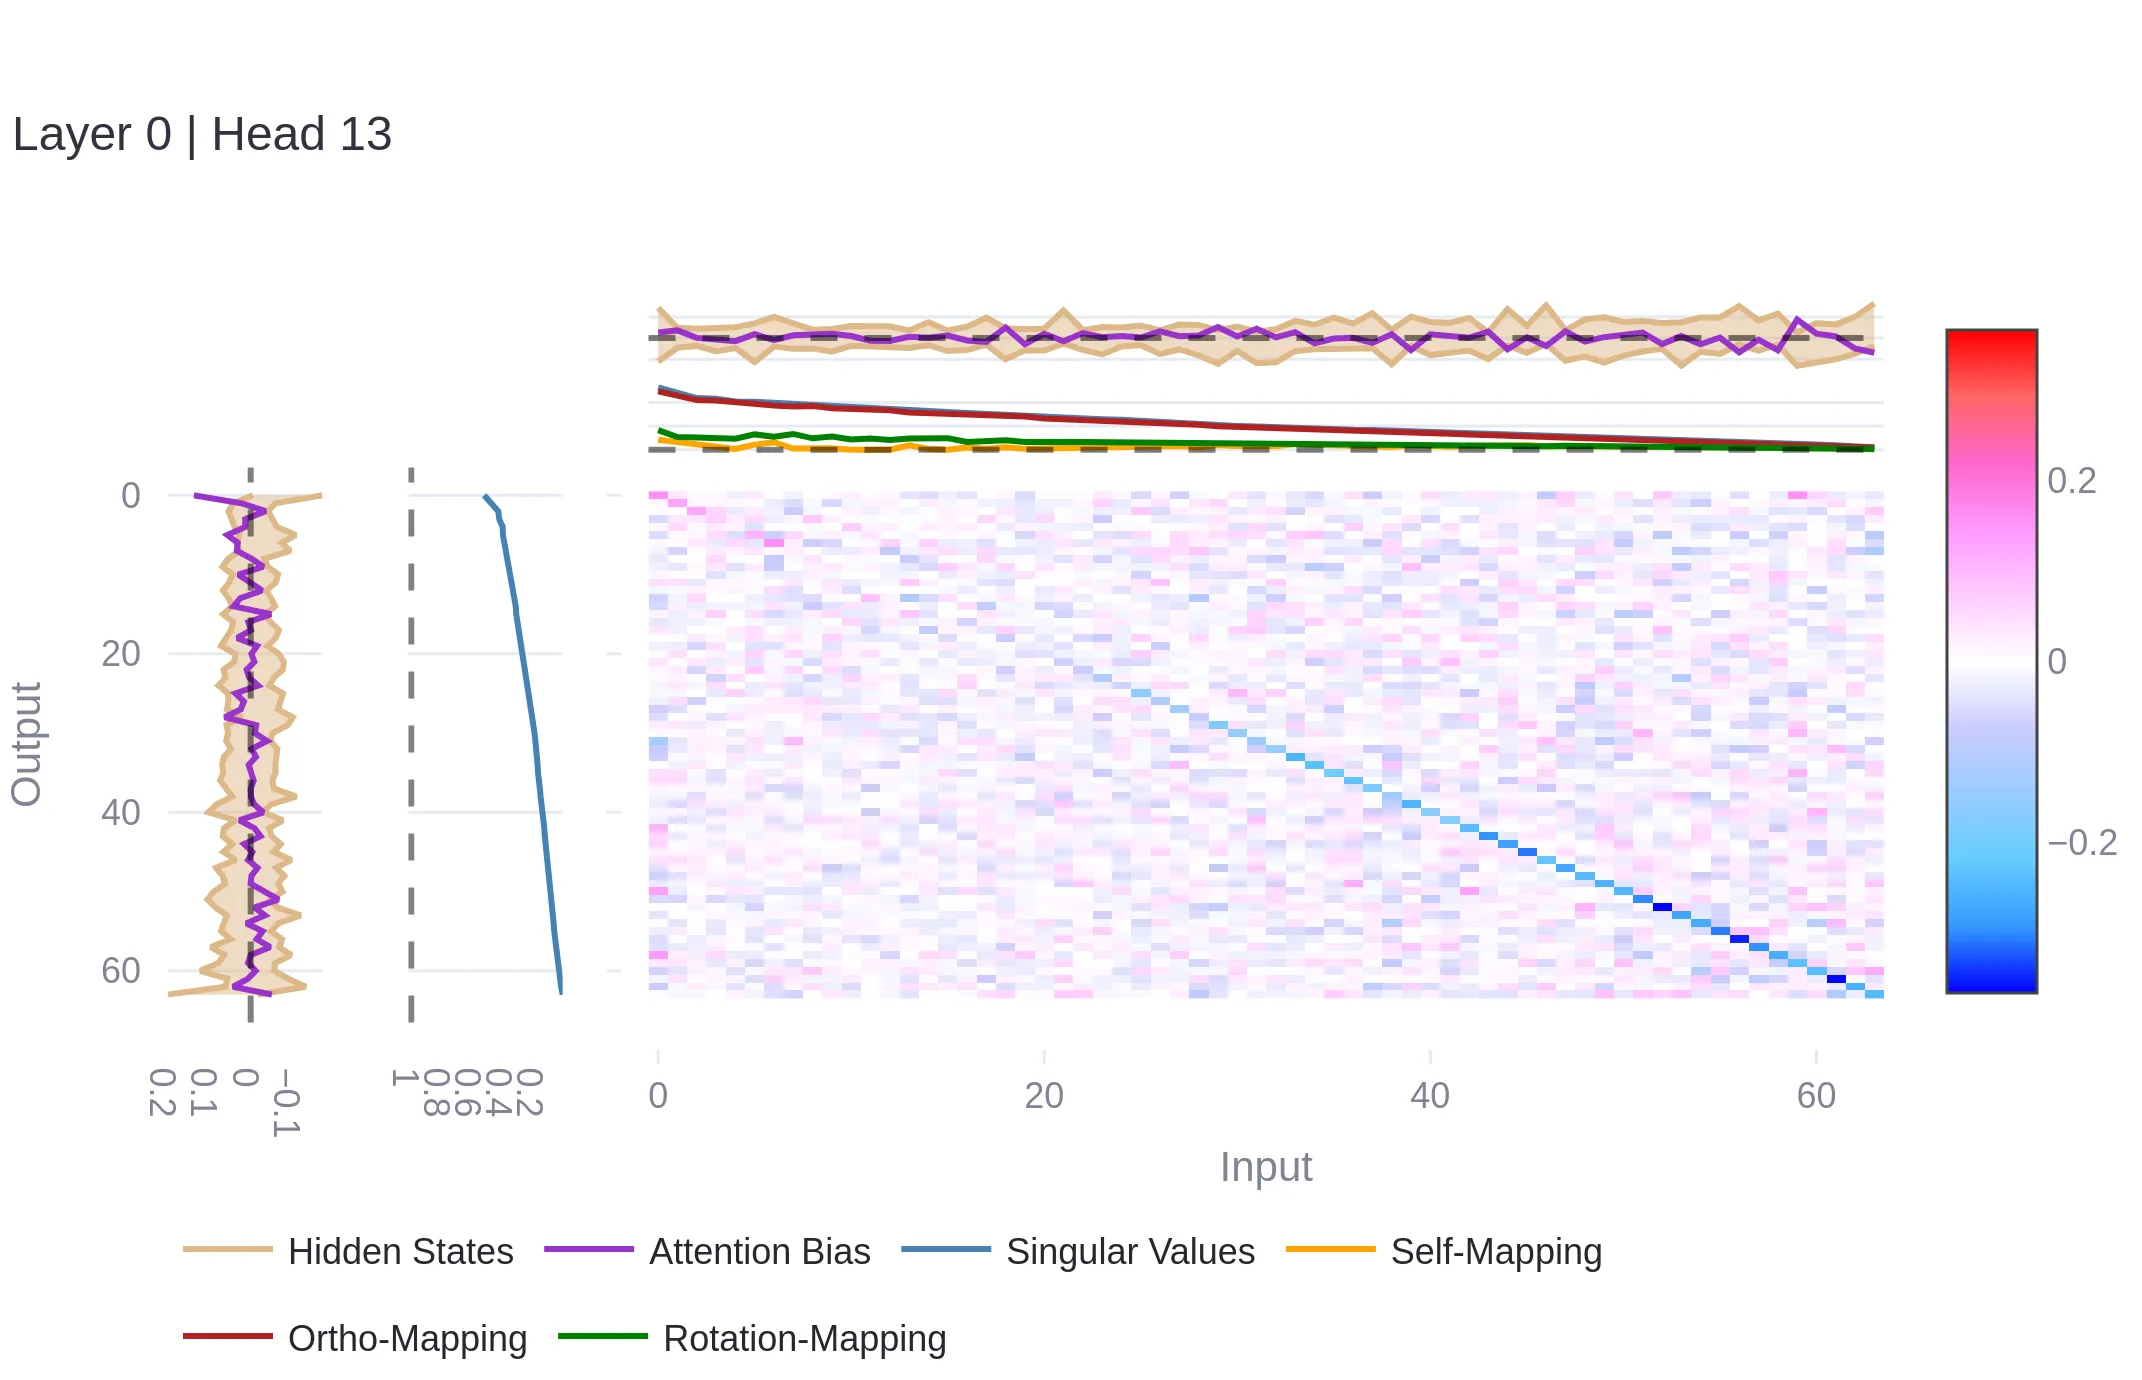 Layer 0 | Head 13
0.2
0
−0.2
0
20
40
60
Output
0.2
0.1
0
−0.1
1
0.8
0.6
0.4
0.2
0
20
40
60
Input
Hidden States
Attention Bias
Singular Values
Self-Mapping
Ortho-Mapping
Rotation-Mapping